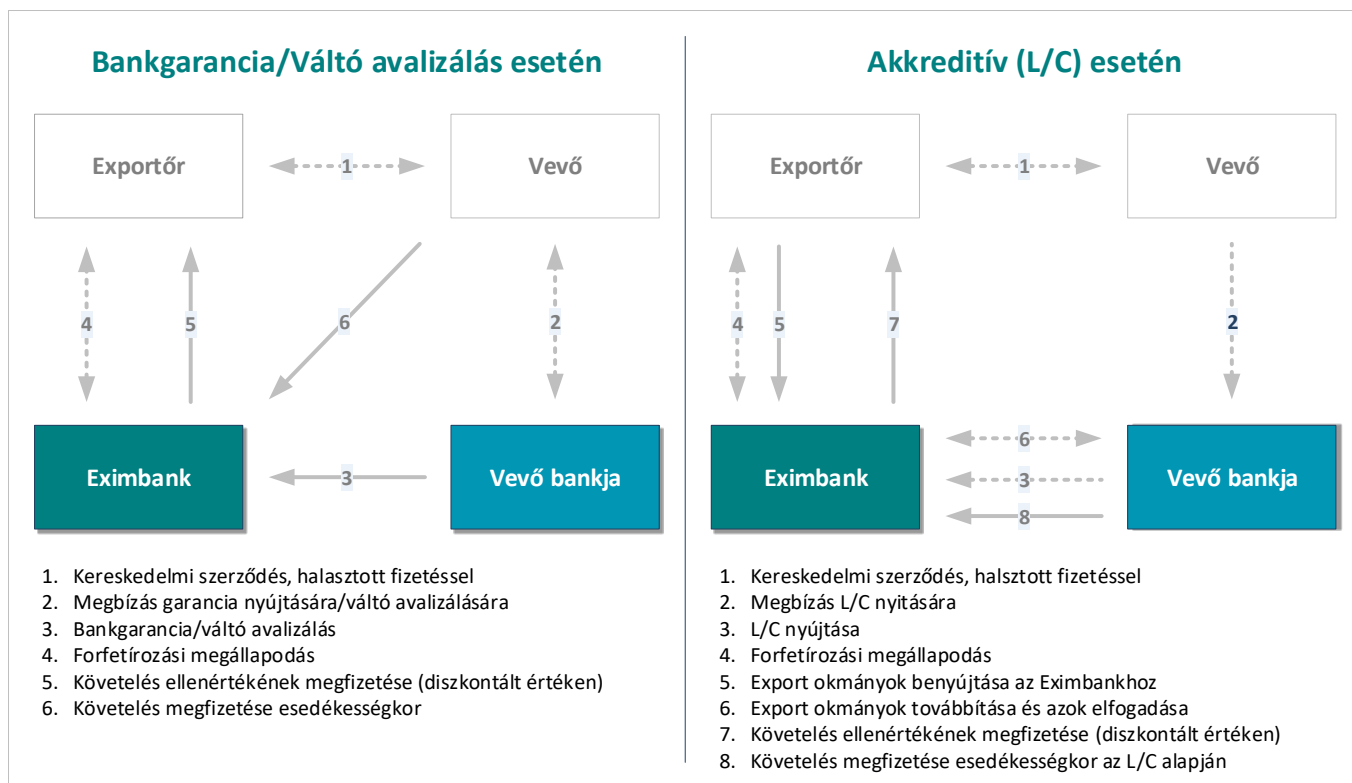 Bankgarancia/Váltó avalizálás esetén
Exportőr
1
Vevő
4
5
6
2
Eximbank
3
Vevő bankja
1. Kereskedelmi szerződés, halasztott fizetéssel
2. Megbízás garancia nyújtására/váltó avalizálására
3. Bankgarancia/váltó avalizálás
4. Forfetírozási megállapodás
5. Követelés ellenértékének megfizetése (diszkontált értéken)
6. Követelés megfizetése esedékességkor
Akkreditív (L/C) esetén
Exportőr
1
Vevő
4
5
7
2
Eximbank
6
3
8
Vevő bankja
1. Kereskedelmi szerződés, halsztott fizetéssel
2. Megbízás L/C nyitására
3. L/C nyújtása
4. Forfetírozási megállapodás
5. Export okmányok benyújtása az Eximbankhoz
6. Export okmányok továbbítása és azok elfogadása
7. Követelés ellenértékének megfizetése (diszkontált értéken)
8. Követelés megfizetése esedékességkor az L/C alapján